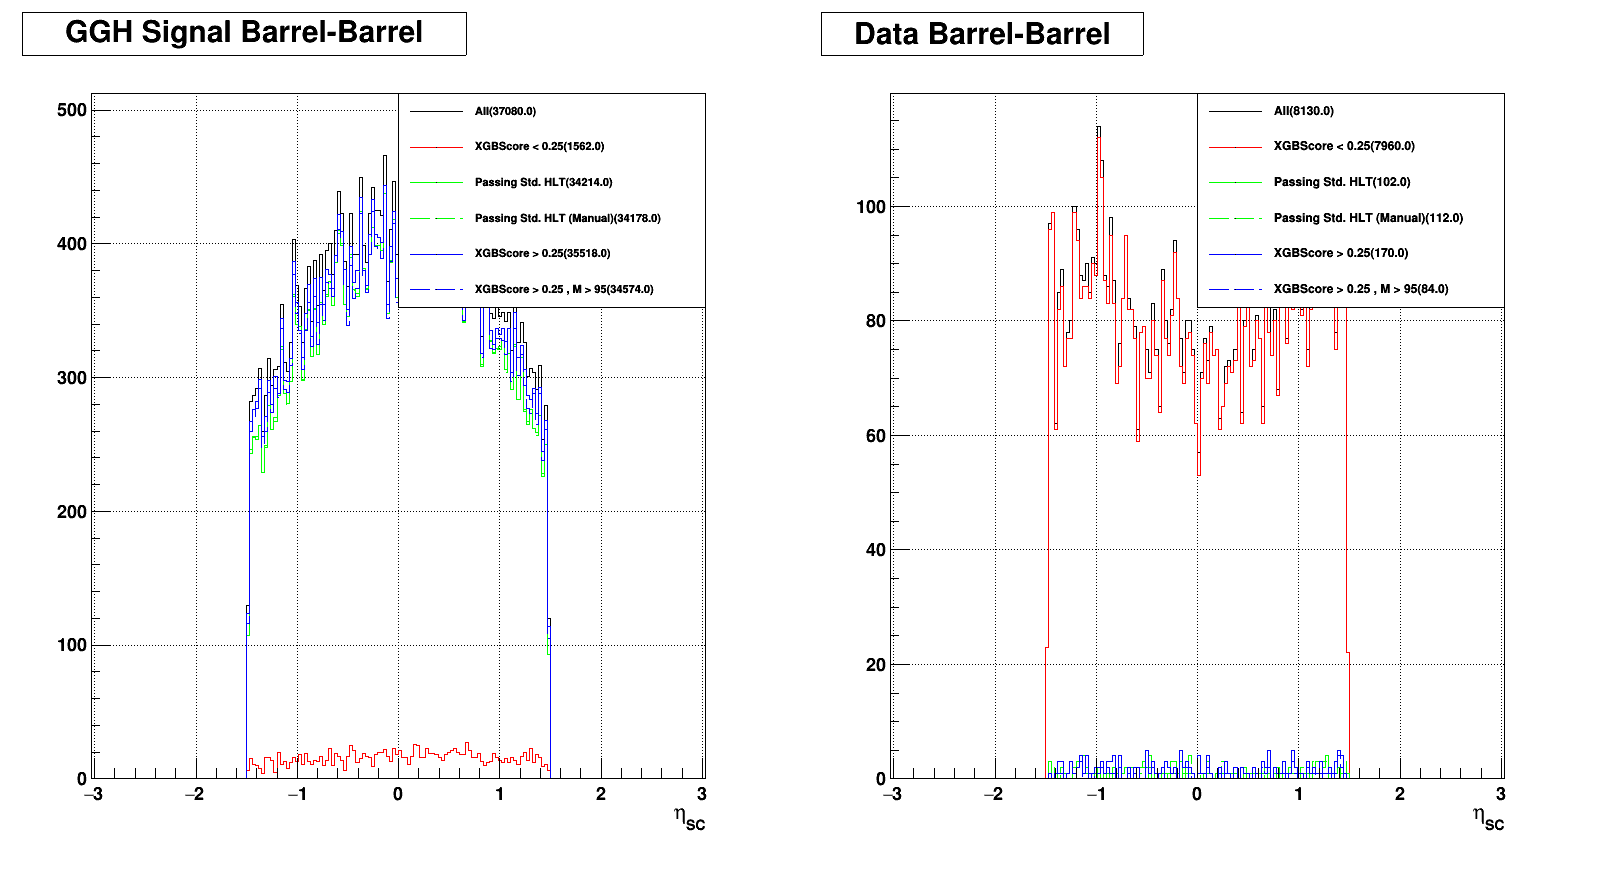 GGH Signal Barrel-Barrel
All(37080.0)
XGBScore < 0.25(1562.0)
Passing Std. HLT(34214.0)
Passing Std. HLT (Manual)(34178.0)
XGBScore > 0.25(35518.0)
XGBScore > 0.25 , M > 95(34574.0)
500
400
300
200
100
0
−3 −2 −1 0 1 2 3
ηSC
Data Barrel-Barrel
All(8130.0)
XGBScore < 0.25(7960.0)
Passing Std. HLT(102.0)
Passing Std. HLT (Manual)(112.0)
XGBScore > 0.25(170.0)
XGBScore > 0.25 , M > 95(84.0)
100
80
60
40
20
0
−3 −2 −1 0 1 2 3
ηSC